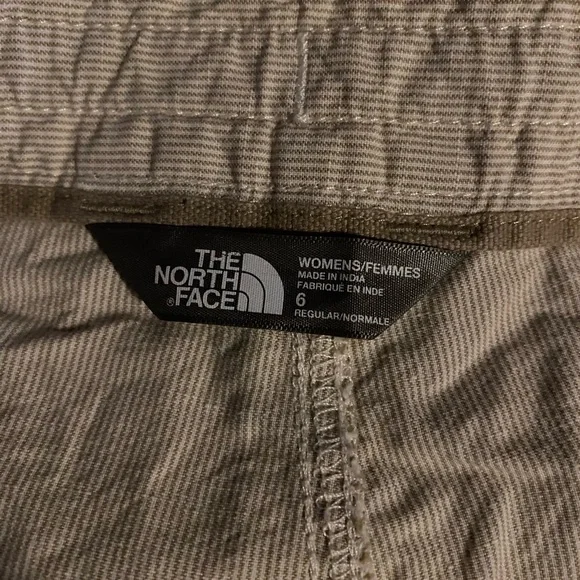 THE
NORTH
®FACE
WOMENS/FEMMES
MADE IN INDIA
FABRIQUÉ EN INDE
6
REGULAR/NORMALE